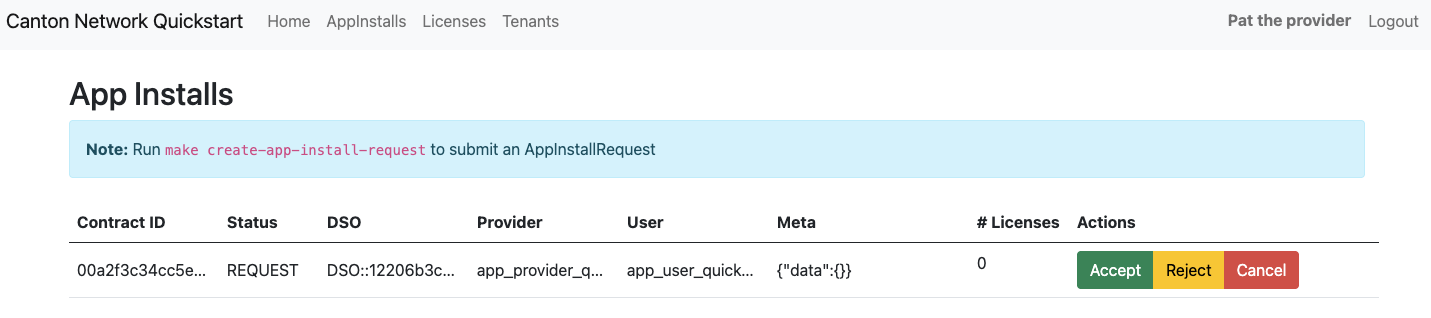 Canton Network Quickstart Home AppInstalls Licenses Tenants Pat the provider Logout
App Installs
Note: Run make create-app-install-request to submit an AppInstallRequest
Contract ID Status DSO Provider User Meta # Licenses Actions
00a2f3c34cc5e... REQUEST DSO::12206b3c... app_provider_q... app_user_quick... {"data":{}} 0 Accept Reject Cancel